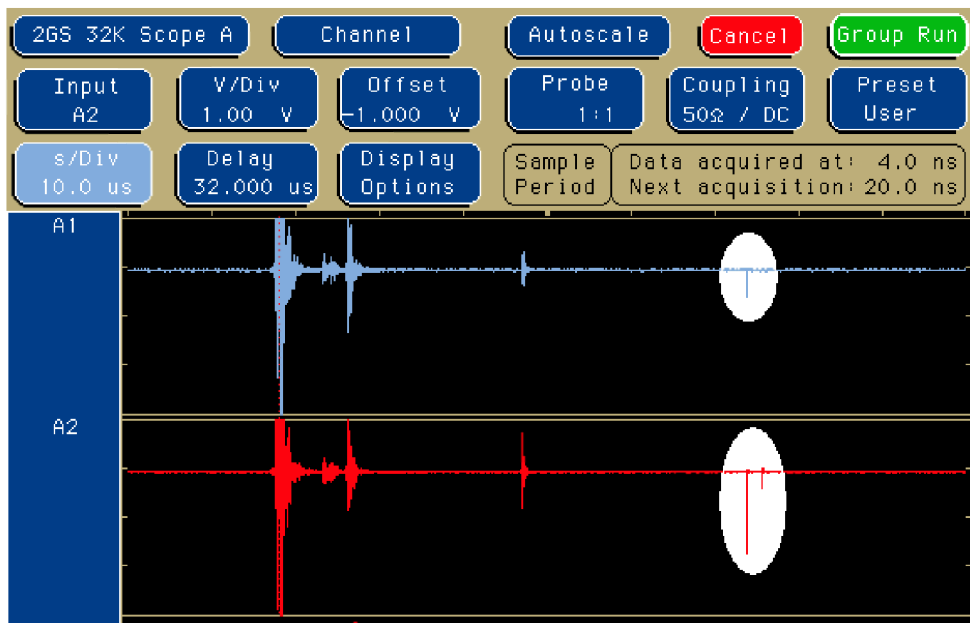 2GS 32K Scope A Channel Autoscale Cancel Group Run
Input V/Div Offset Probe Coupling Preset
A2 1.00 V -1.000 V 1:1 50Ω / DC User
s/Div Delay Display Sample Data acquired at: 4.0 ns
10.0 us 32.000 us Options Period Next acquisition: 20.0 ns
A1
A2